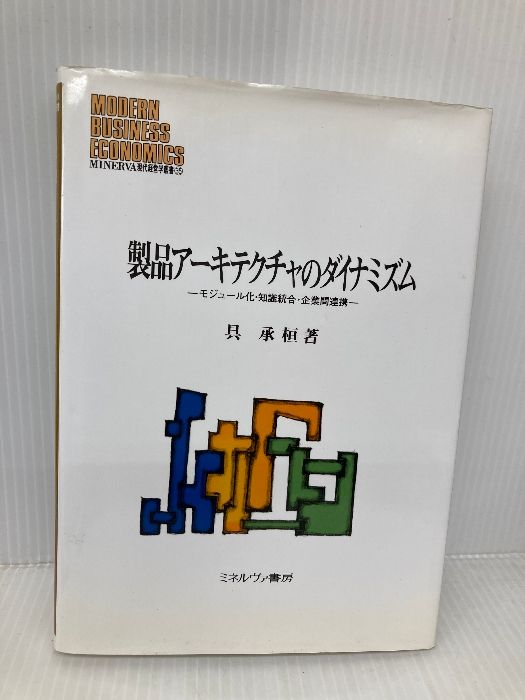 MODERN
BUSINESS
ECONOMICS
MINERVA現代経営学叢書
製品アーキテクチャのダイナミズム
―モジュール化・知識統合・企業間連携―
具 承桓著
ミネルヴァ書房